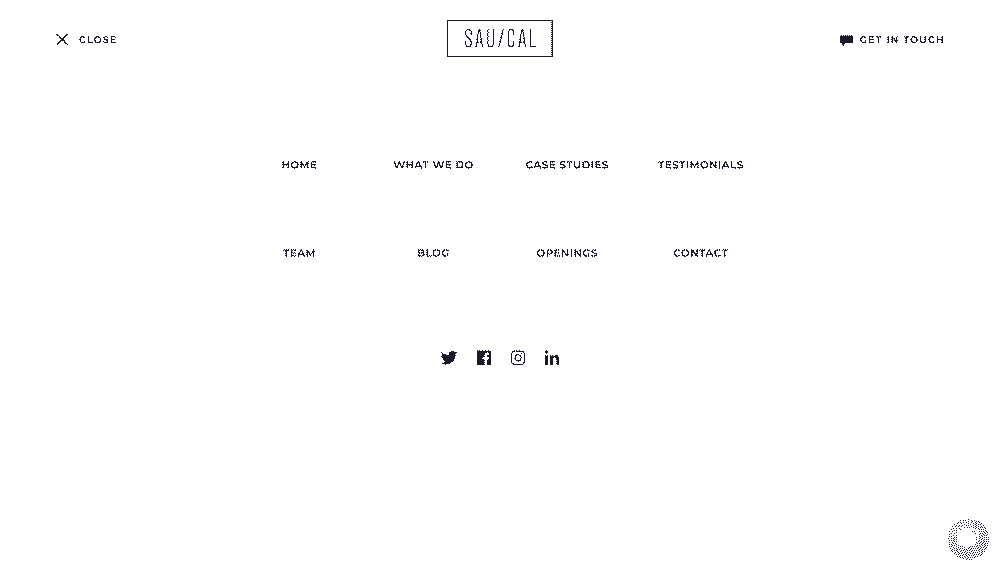 CLOSE
SAU/CAL
GET IN TOUCH
HOME
WHAT WE DO
CASE STUDIES
TESTIMONIALS
TEAM
BLOG
OPENINGS
CONTACT